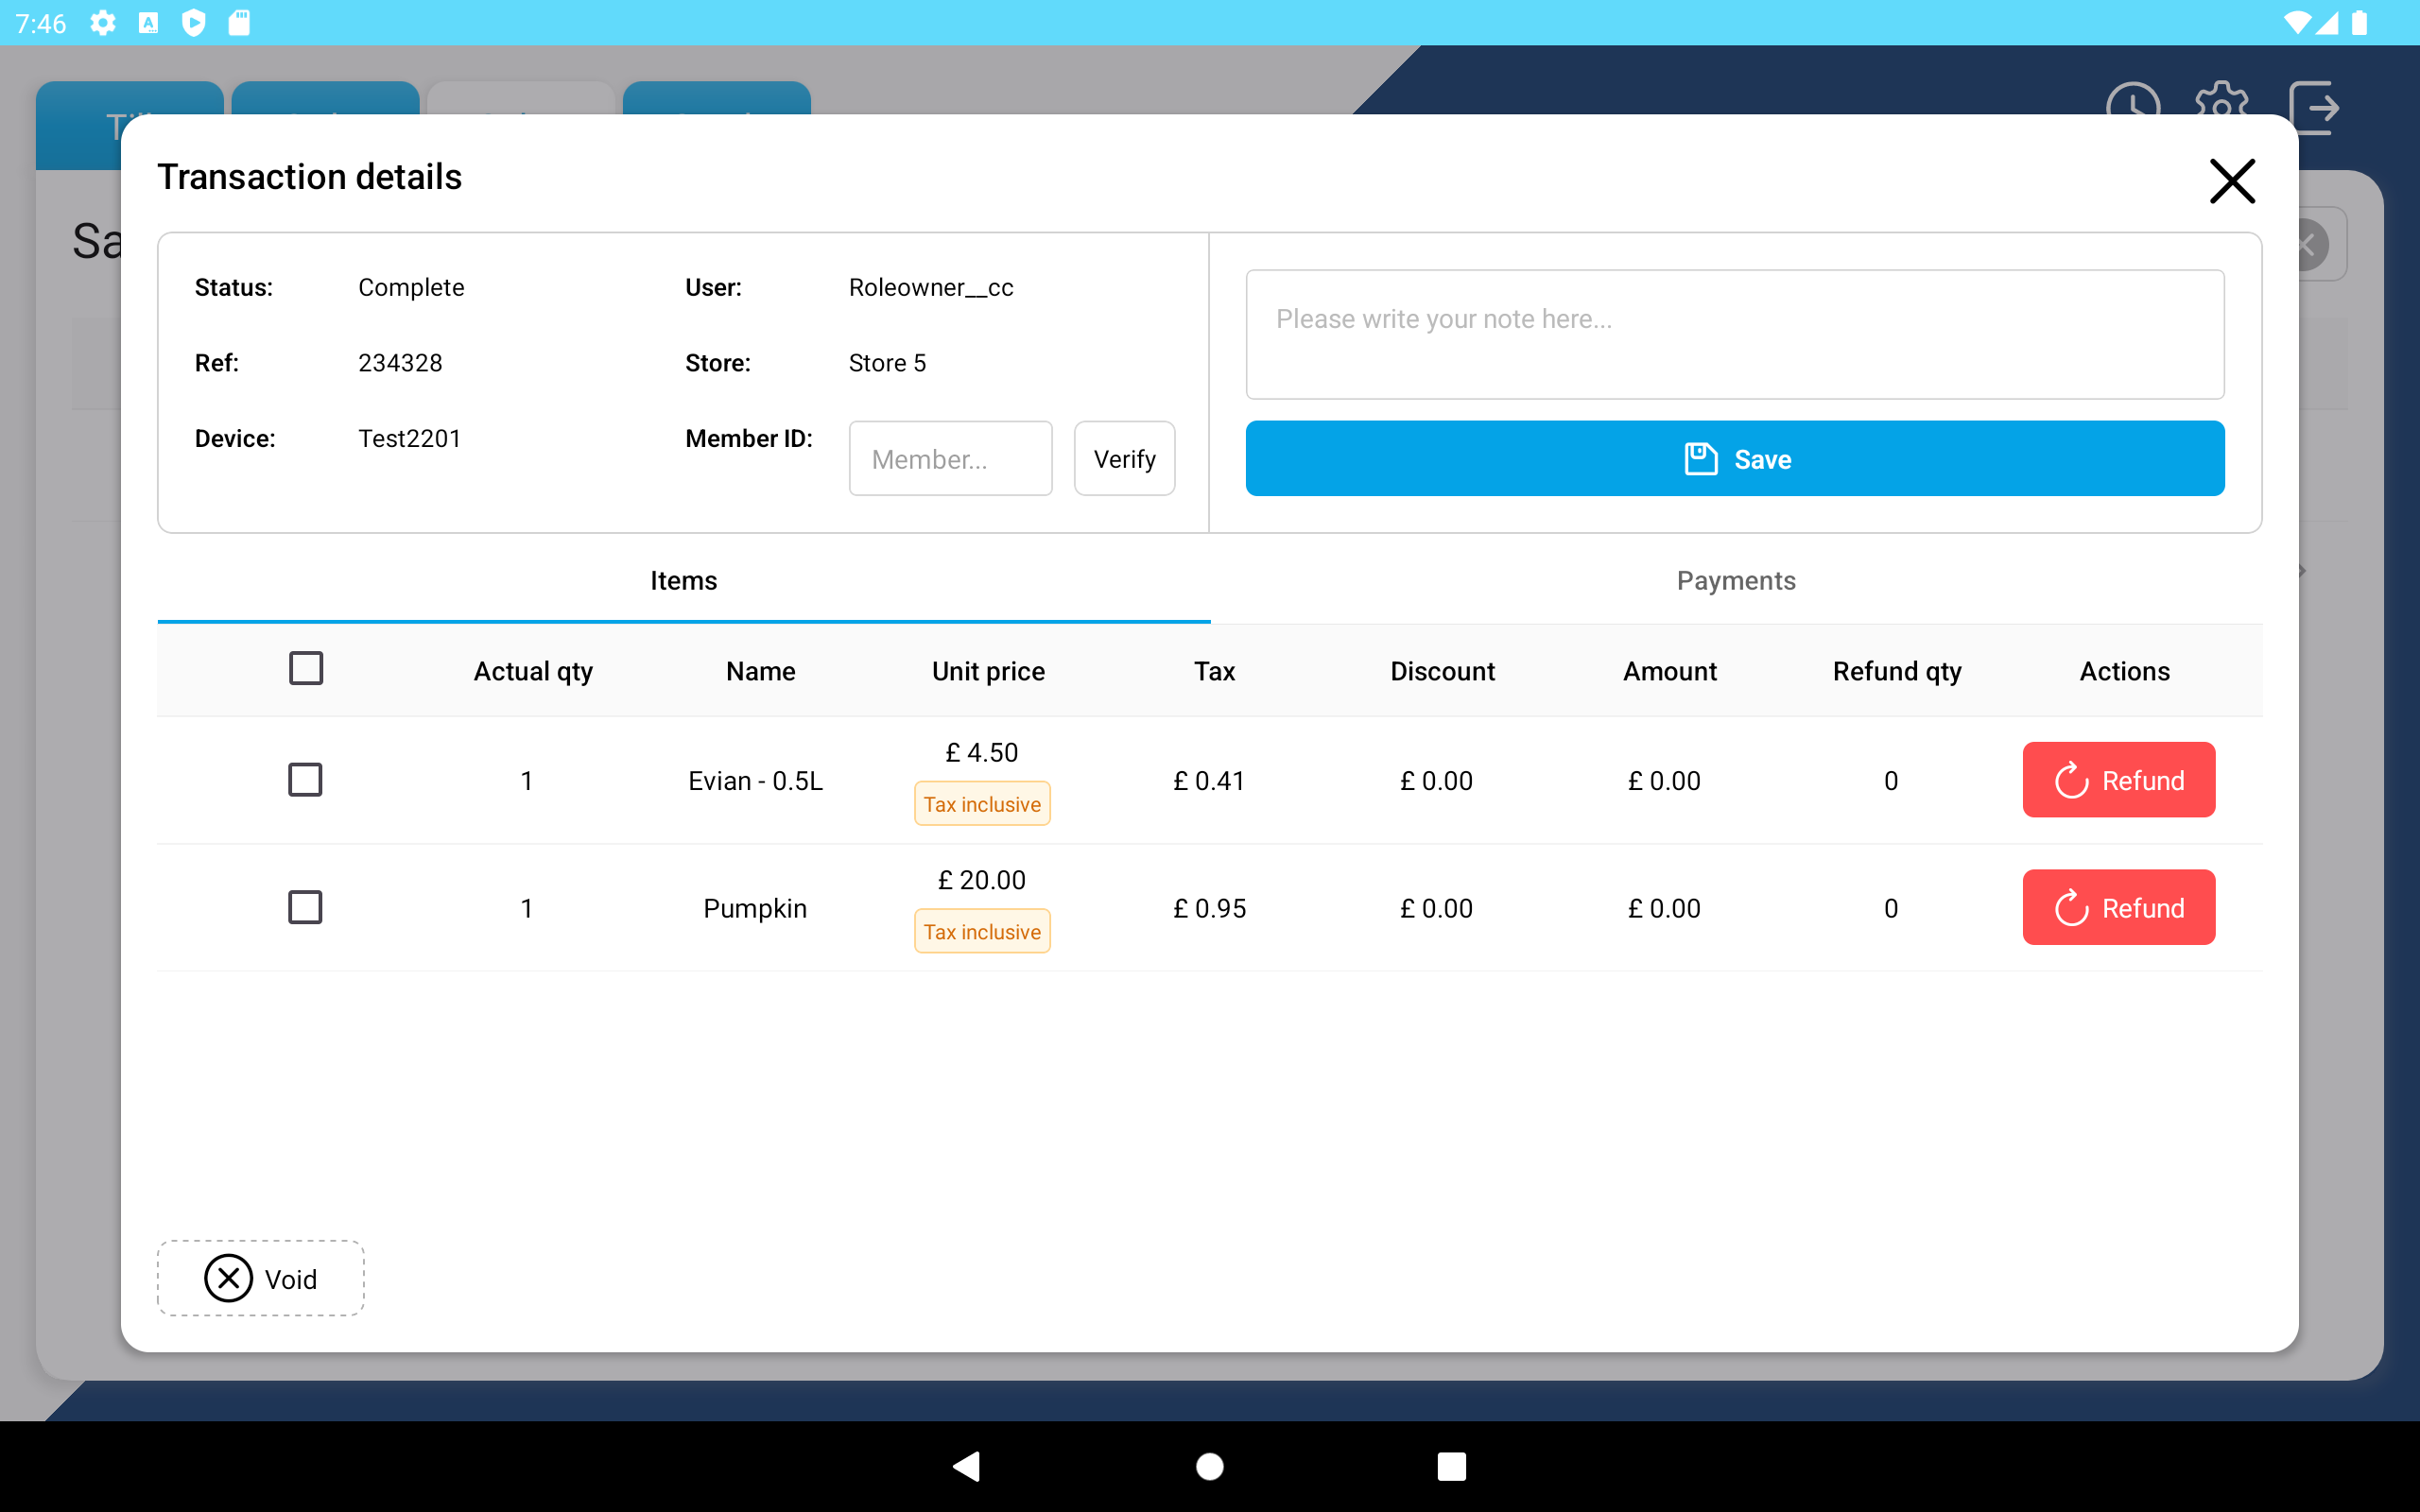 7:46
Transaction details
Status: Complete User: Roleowner__cc
Please write your note here...
Ref: 234328 Store: Store 5
Device: Test2201 Member ID: Member... Verify
Save
Items Payments
Actual qty Name Unit price Tax Discount Amount Refund qty Actions
1 Evian - 0.5L £ 4.50 £ 0.41 £ 0.00 £ 0.00 0 Refund
Tax inclusive
1 Pumpkin £ 20.00 £ 0.95 £ 0.00 £ 0.00 0 Refund
Tax inclusive
Void